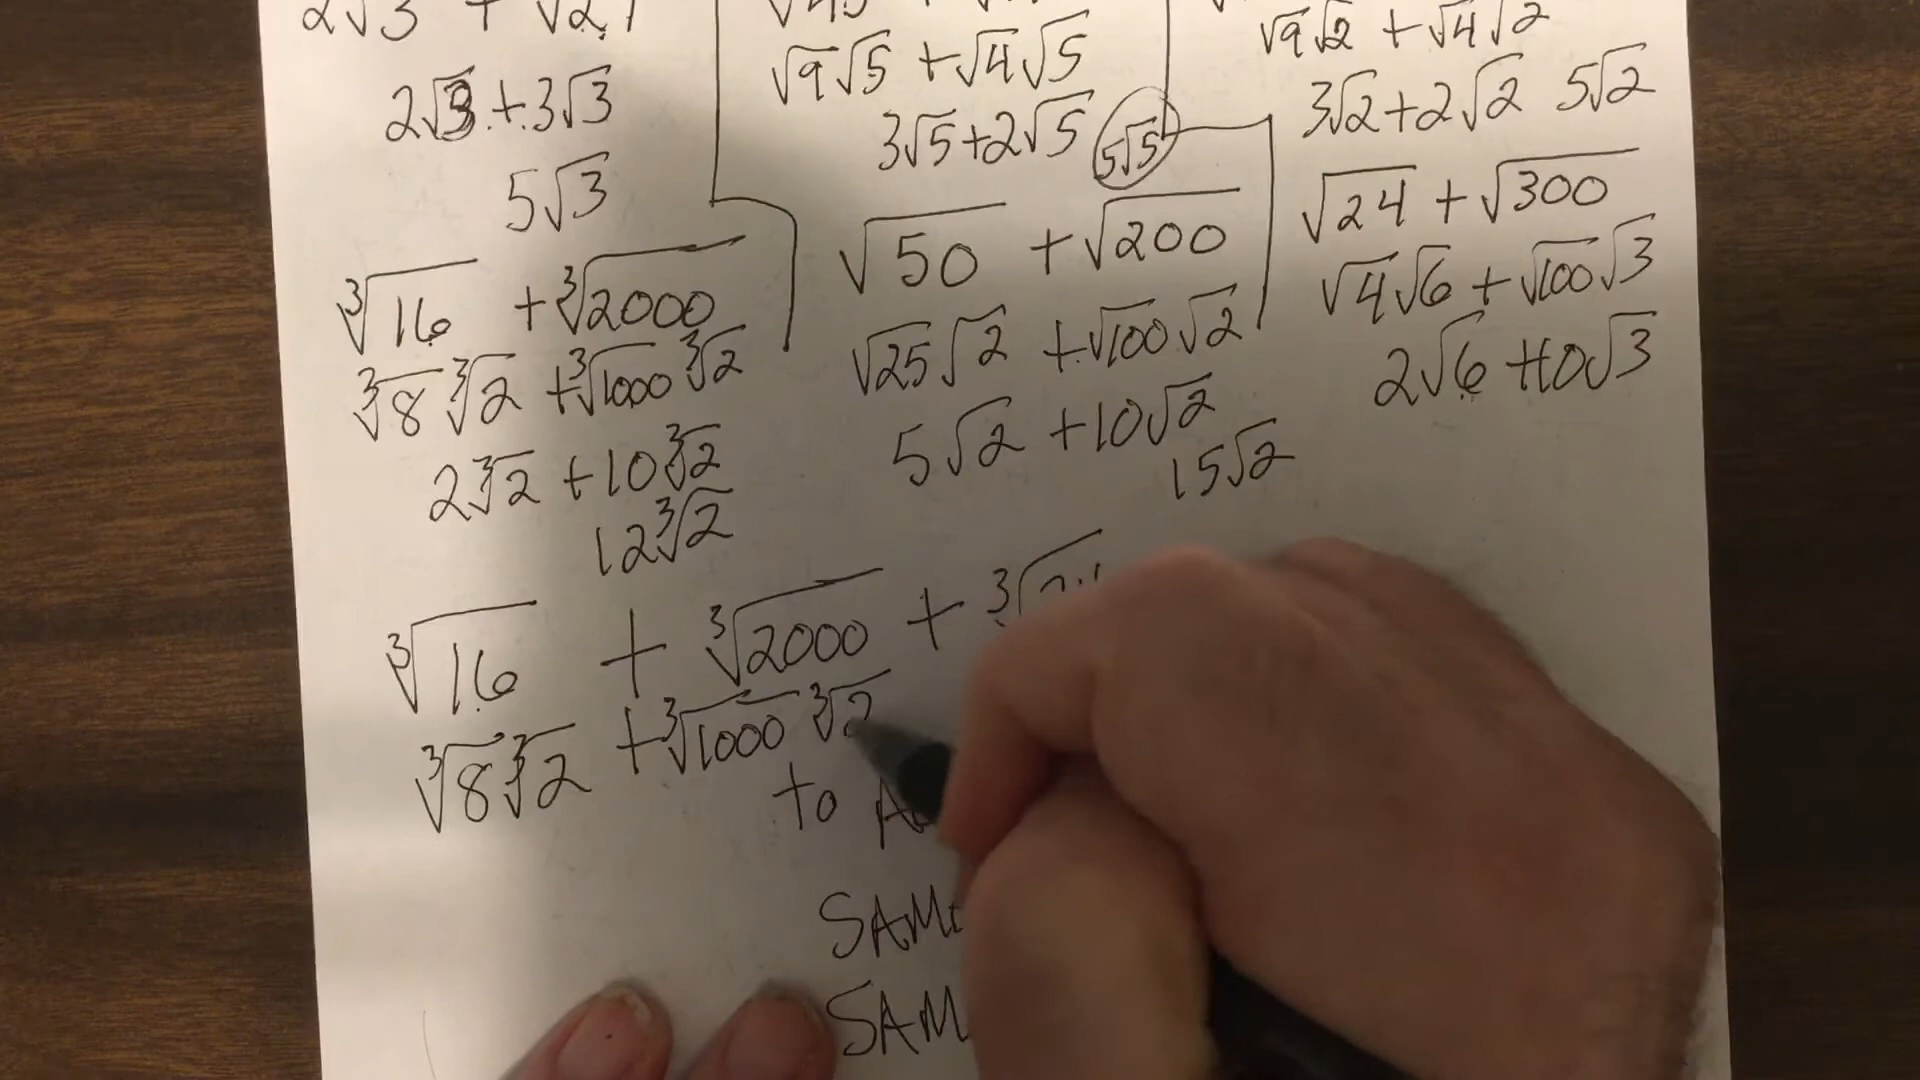 2√3 + √27
2√3 + 3√3
5√3
√9√5 + √4√5
3√5+2√5 5√5
√9√2 + √4√2
3√2+2√2 5√2
∛16 + ∛2000
∛8 ∛2 + ∛1000 ∛2
2∛2 + 10∛2
12∛2
√50 + √200
√25√2 + √100√2
5√2 + 10√2
15√2
√24 + √300
√4√6 + √100√3
2√6 + 10√3
∛16 + ∛2000 + ∛
∛8∛2 + ∛1000 ∛2
to